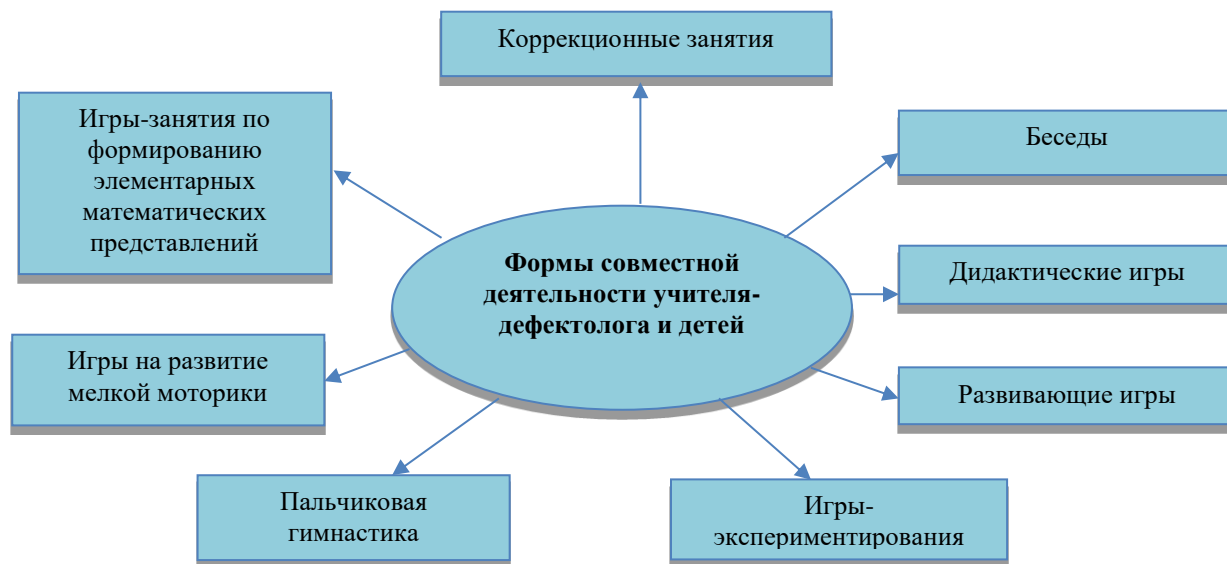 Коррекционные занятия
Игры-занятия по
формированию
элементарных
математических
представлений
Беседы
Формы совместной
деятельности учителя-
дефектолога и детей
Дидактические игры
Игры на развитие
мелкой моторики
Развивающие игры
Пальчиковая
гимнастика
Игры-
экспериментирования